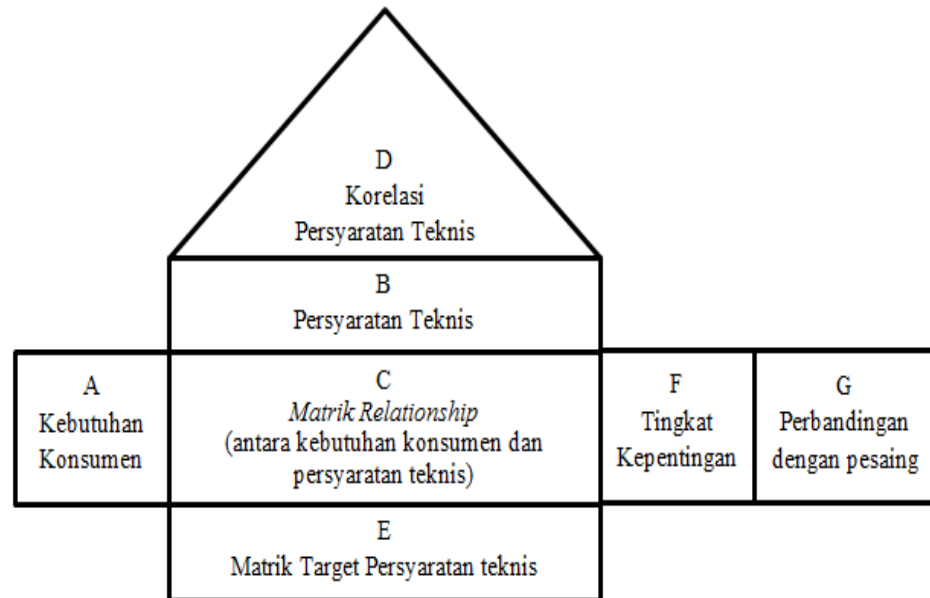 D
Korelasi
Persyaratan Teknis
B
Persyaratan Teknis
A
Kebutuhan
Konsumen
C
Matrik Relationship
(antara kebutuhan konsumen dan
persyaratan teknis)
F
Tingkat
Kepentingan
G
Perbandingan
dengan pesaing
E
Matrik Target Persyaratan teknis